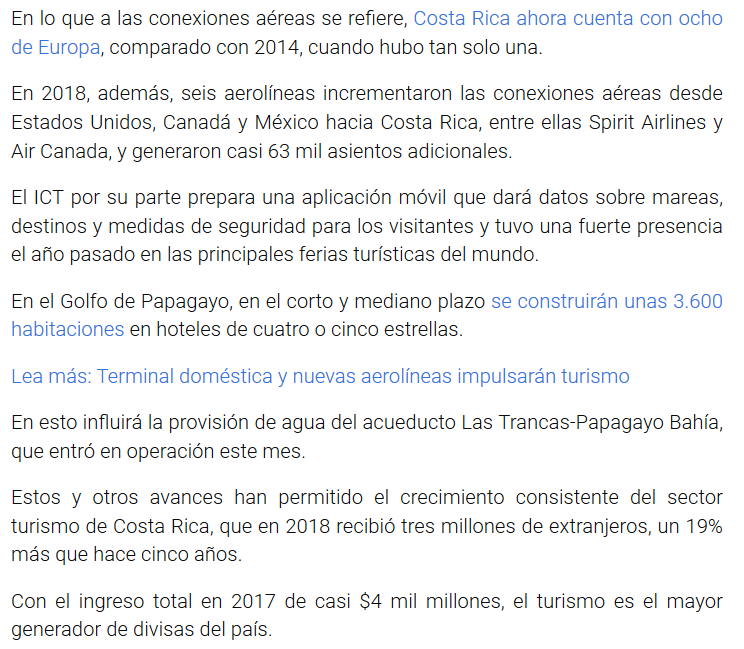 En lo que a las conexiones aéreas se refiere, Costa Rica ahora cuenta con ocho
de Europa, comparado con 2014, cuando hubo tan solo una.
En 2018, además, seis aerolíneas incrementaron las conexiones aéreas desde
Estados Unidos, Canadá y México hacia Costa Rica, entre ellas Spirit Airlines y
Air Canada, y generaron casi 63 mil asientos adicionales.
El ICT por su parte prepara una aplicación móvil que dará datos sobre mareas,
destinos y medidas de seguridad para los visitantes y tuvo una fuerte presencia
el año pasado en las principales ferias turísticas del mundo.
En el Golfo de Papagayo, en el corto y mediano plazo se construirán unas 3.600
habitaciones en hoteles de cuatro o cinco estrellas.
Lea más: Terminal doméstica y nuevas aerolíneas impulsarán turismo
En esto influirá la provisión de agua del acueducto Las Trancas-Papagayo Bahía,
que entró en operación este mes.
Estos y otros avances han permitido el crecimiento consistente del sector
turismo de Costa Rica, que en 2018 recibió tres millones de extranjeros, un 19%
más que hace cinco años.
Con el ingreso total en 2017 de casi $4 mil millones, el turismo es el mayor
generador de divisas del país.